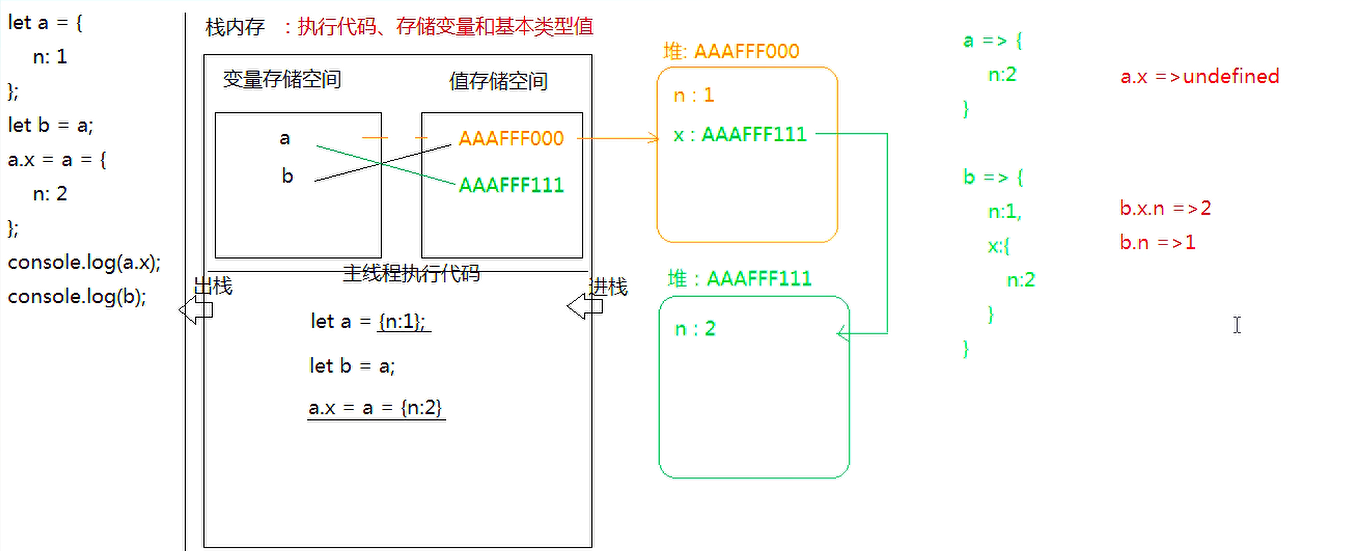 let a = {
n: 1
};
let b = a;
a.x = a = {
n: 2
};
console.log(a.x);
console.log(b);
栈内存 ：执行代码、存储变量和基本类型值
变量存储空间
值存储空间
a
b
AAAFFF000
AAAFFF111
主线程执行代码
出栈
进栈
let a = {n:1};
let b = a;
a.x = a = {n:2}
堆: AAAFFF000
n : 1
x : AAAFFF111
堆 : AAAFFF111
n : 2
a => {
n:2
}
a.x =>undefined
b => {
n:1,
x:{
n:2
}
}
b.x.n =>2
b.n =>1